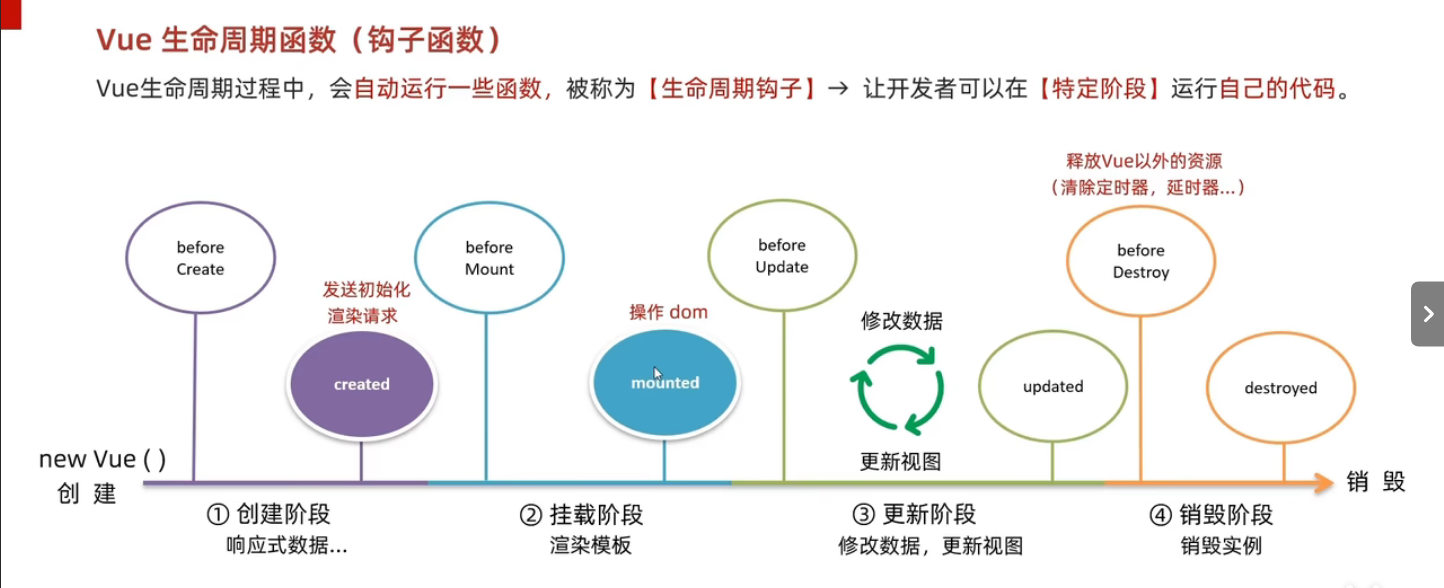 Vue 生命周期函数（钩子函数）
Vue生命周期过程中，会自动运行一些函数，被称为【生命周期钩子】→ 让开发者可以在【特定阶段】运行自己的代码。
释放Vue以外的资源
（清除定时器，延时器...）
before
Create
before
Mount
before
Update
before
Destroy
发送初始化
渲染请求
操作 dom
修改数据
created
mounted
updated
destroyed
更新视图
new Vue ( )
创 建
销 毁
① 创建阶段
响应式数据...
② 挂载阶段
渲染模板
③ 更新阶段
修改数据，更新视图
④ 销毁阶段
销毁实例